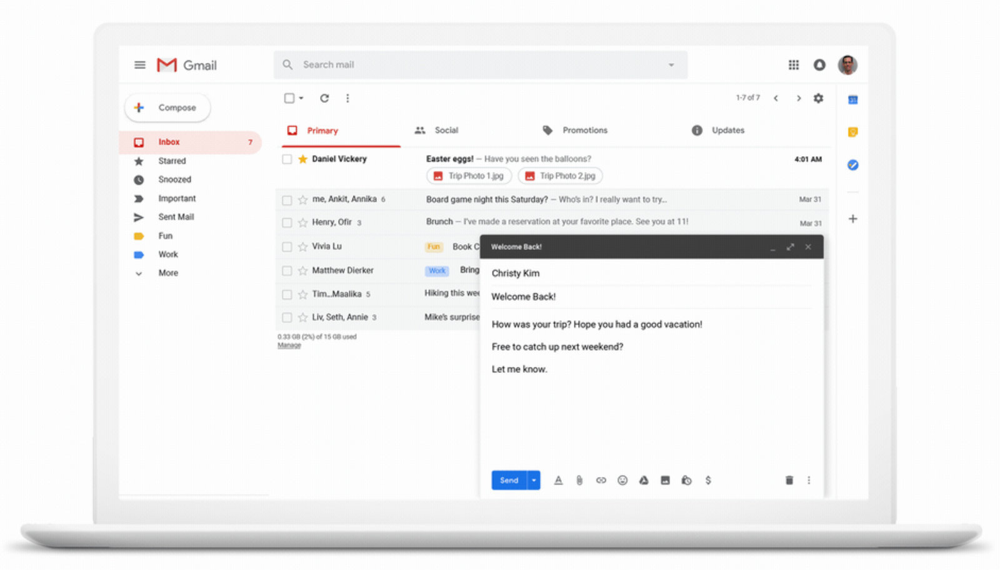 Gmail
Search mail
Compose
1-7 of 7
31
Inbox 7
Starred
Snoozed
Important
Sent Mail
Fun
Work
More
Primary Social Promotions Updates
Daniel Vickery Easter eggs! – Have you seen the balloons? 4:01 AM
Trip Photo 1.jpg Trip Photo 2.jpg
me, Ankit, Annika 6 Board game night this Saturday? – Who's in? I really want to try... Mar 31
Henry, Ofir 3 Brunch – I've made a reservation at your favorite place. See you at 11! Mar 31
Vivia Lu Fun Book C
Matthew Dierker Work Bring
Tim...Maalika 5 Hiking this wee
Liv, Seth, Annie 3 Mike's surprise
0.33 GB (2%) of 15 GB used
Manage
Welcome Back!
Christy Kim
Welcome Back!
How was your trip? Hope you had a good vacation!
Free to catch up next weekend?
Let me know.
Send